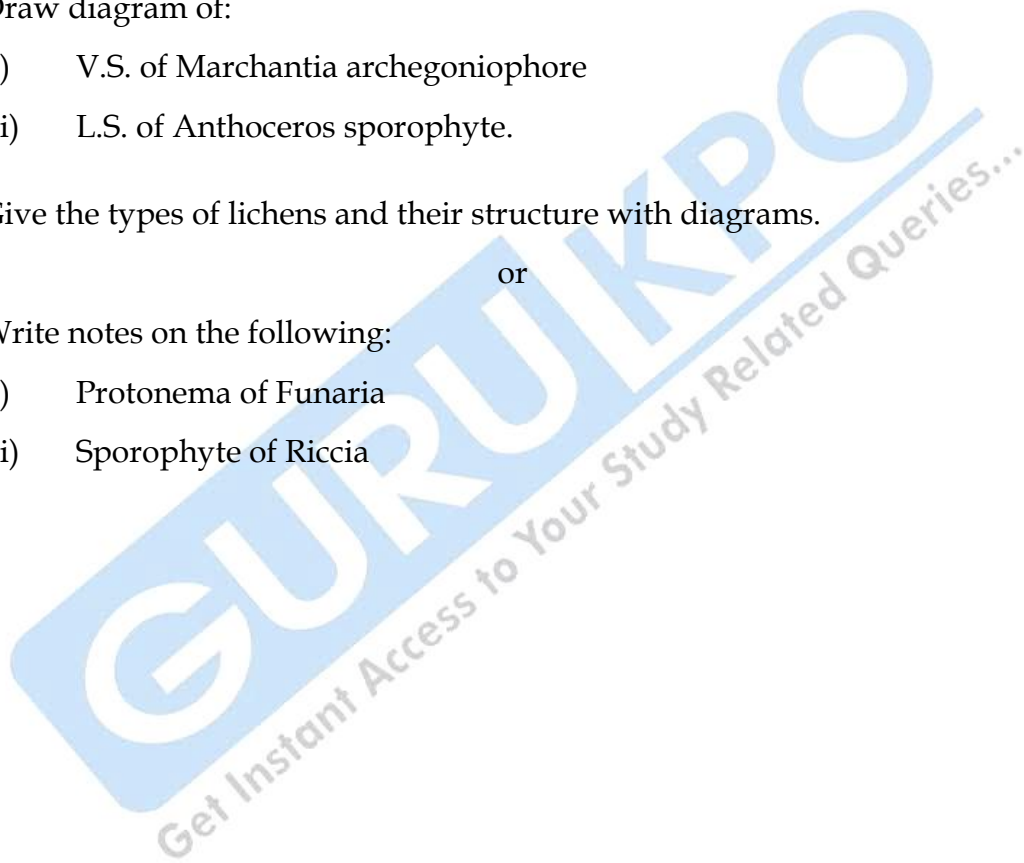 Draw diagram of:
i) V.S. of Marchantia archegoniophore
ii) L.S. of Anthoceros sporophyte.
Give the types of lichens and their structure with diagrams.
or
Write notes on the following:
i) Protonema of Funaria
ii) Sporophyte of Riccia
GURUKPO
Get Instant Access to Your Study Related Queries...